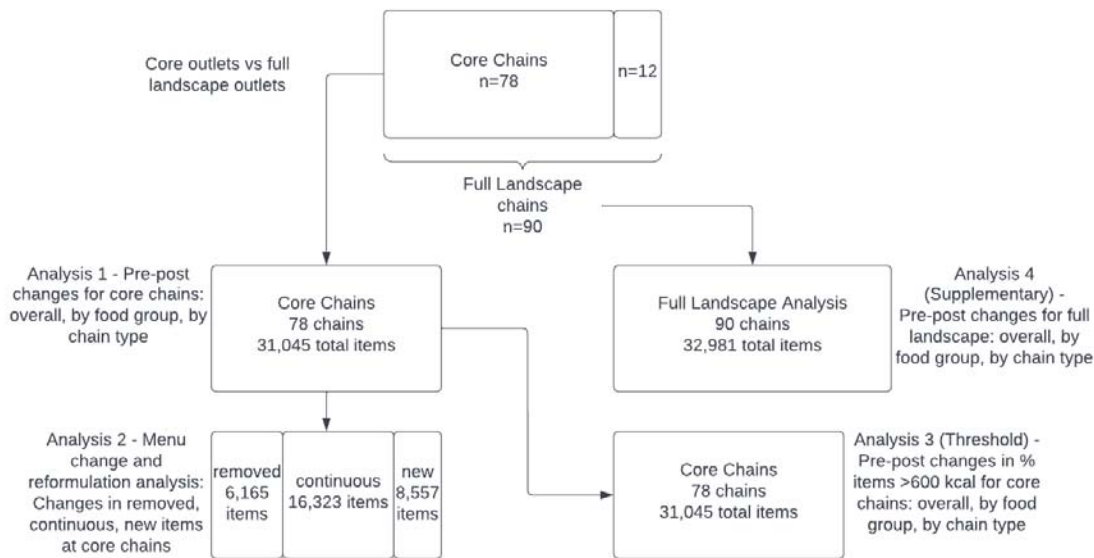 Core outlets vs full
landscape outlets
Core Chains
n=78
n=12
Full Landscape
chains
n=90
Analysis 1 - Pre-post
changes for core chains:
overall, by food group, by
chain type
Core Chains
78 chains
31,045 total items
Full Landscape Analysis
90 chains
32,981 total items
Analysis 4
(Supplementary) -
Pre-post changes for full
landscape: overall, by
food group, by chain type
Analysis 2 - Menu
change and
reformulation analysis:
Changes in removed,
continuous, new items
at core chains
removed
6,165
items
continuous
16,323 items
new
8,557
items
Core Chains
78 chains
31,045 total items
Analysis 3 (Threshold) -
Pre-post changes in %
items >600 kcal for core
chains: overall, by food
group, by chain type